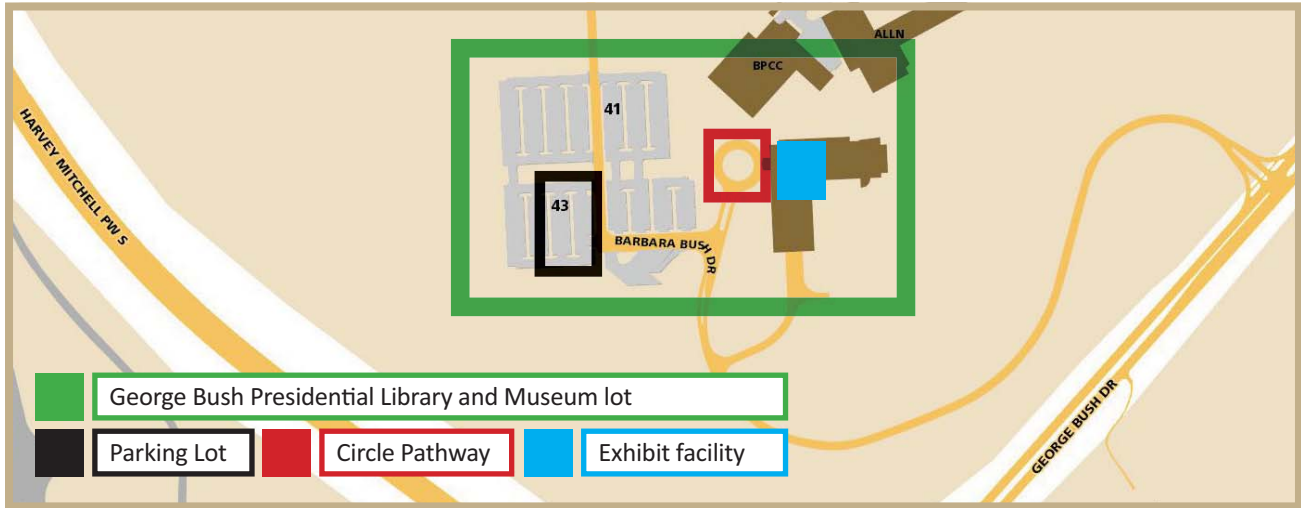 ALLN
BPCC
41
HARVEY MITCHELL PW S
43
BARBARA BUSH DR
George Bush Presidential Library and Museum lot
GEORGE BUSH DR
Parking Lot
Circle Pathway
Exhibit facility